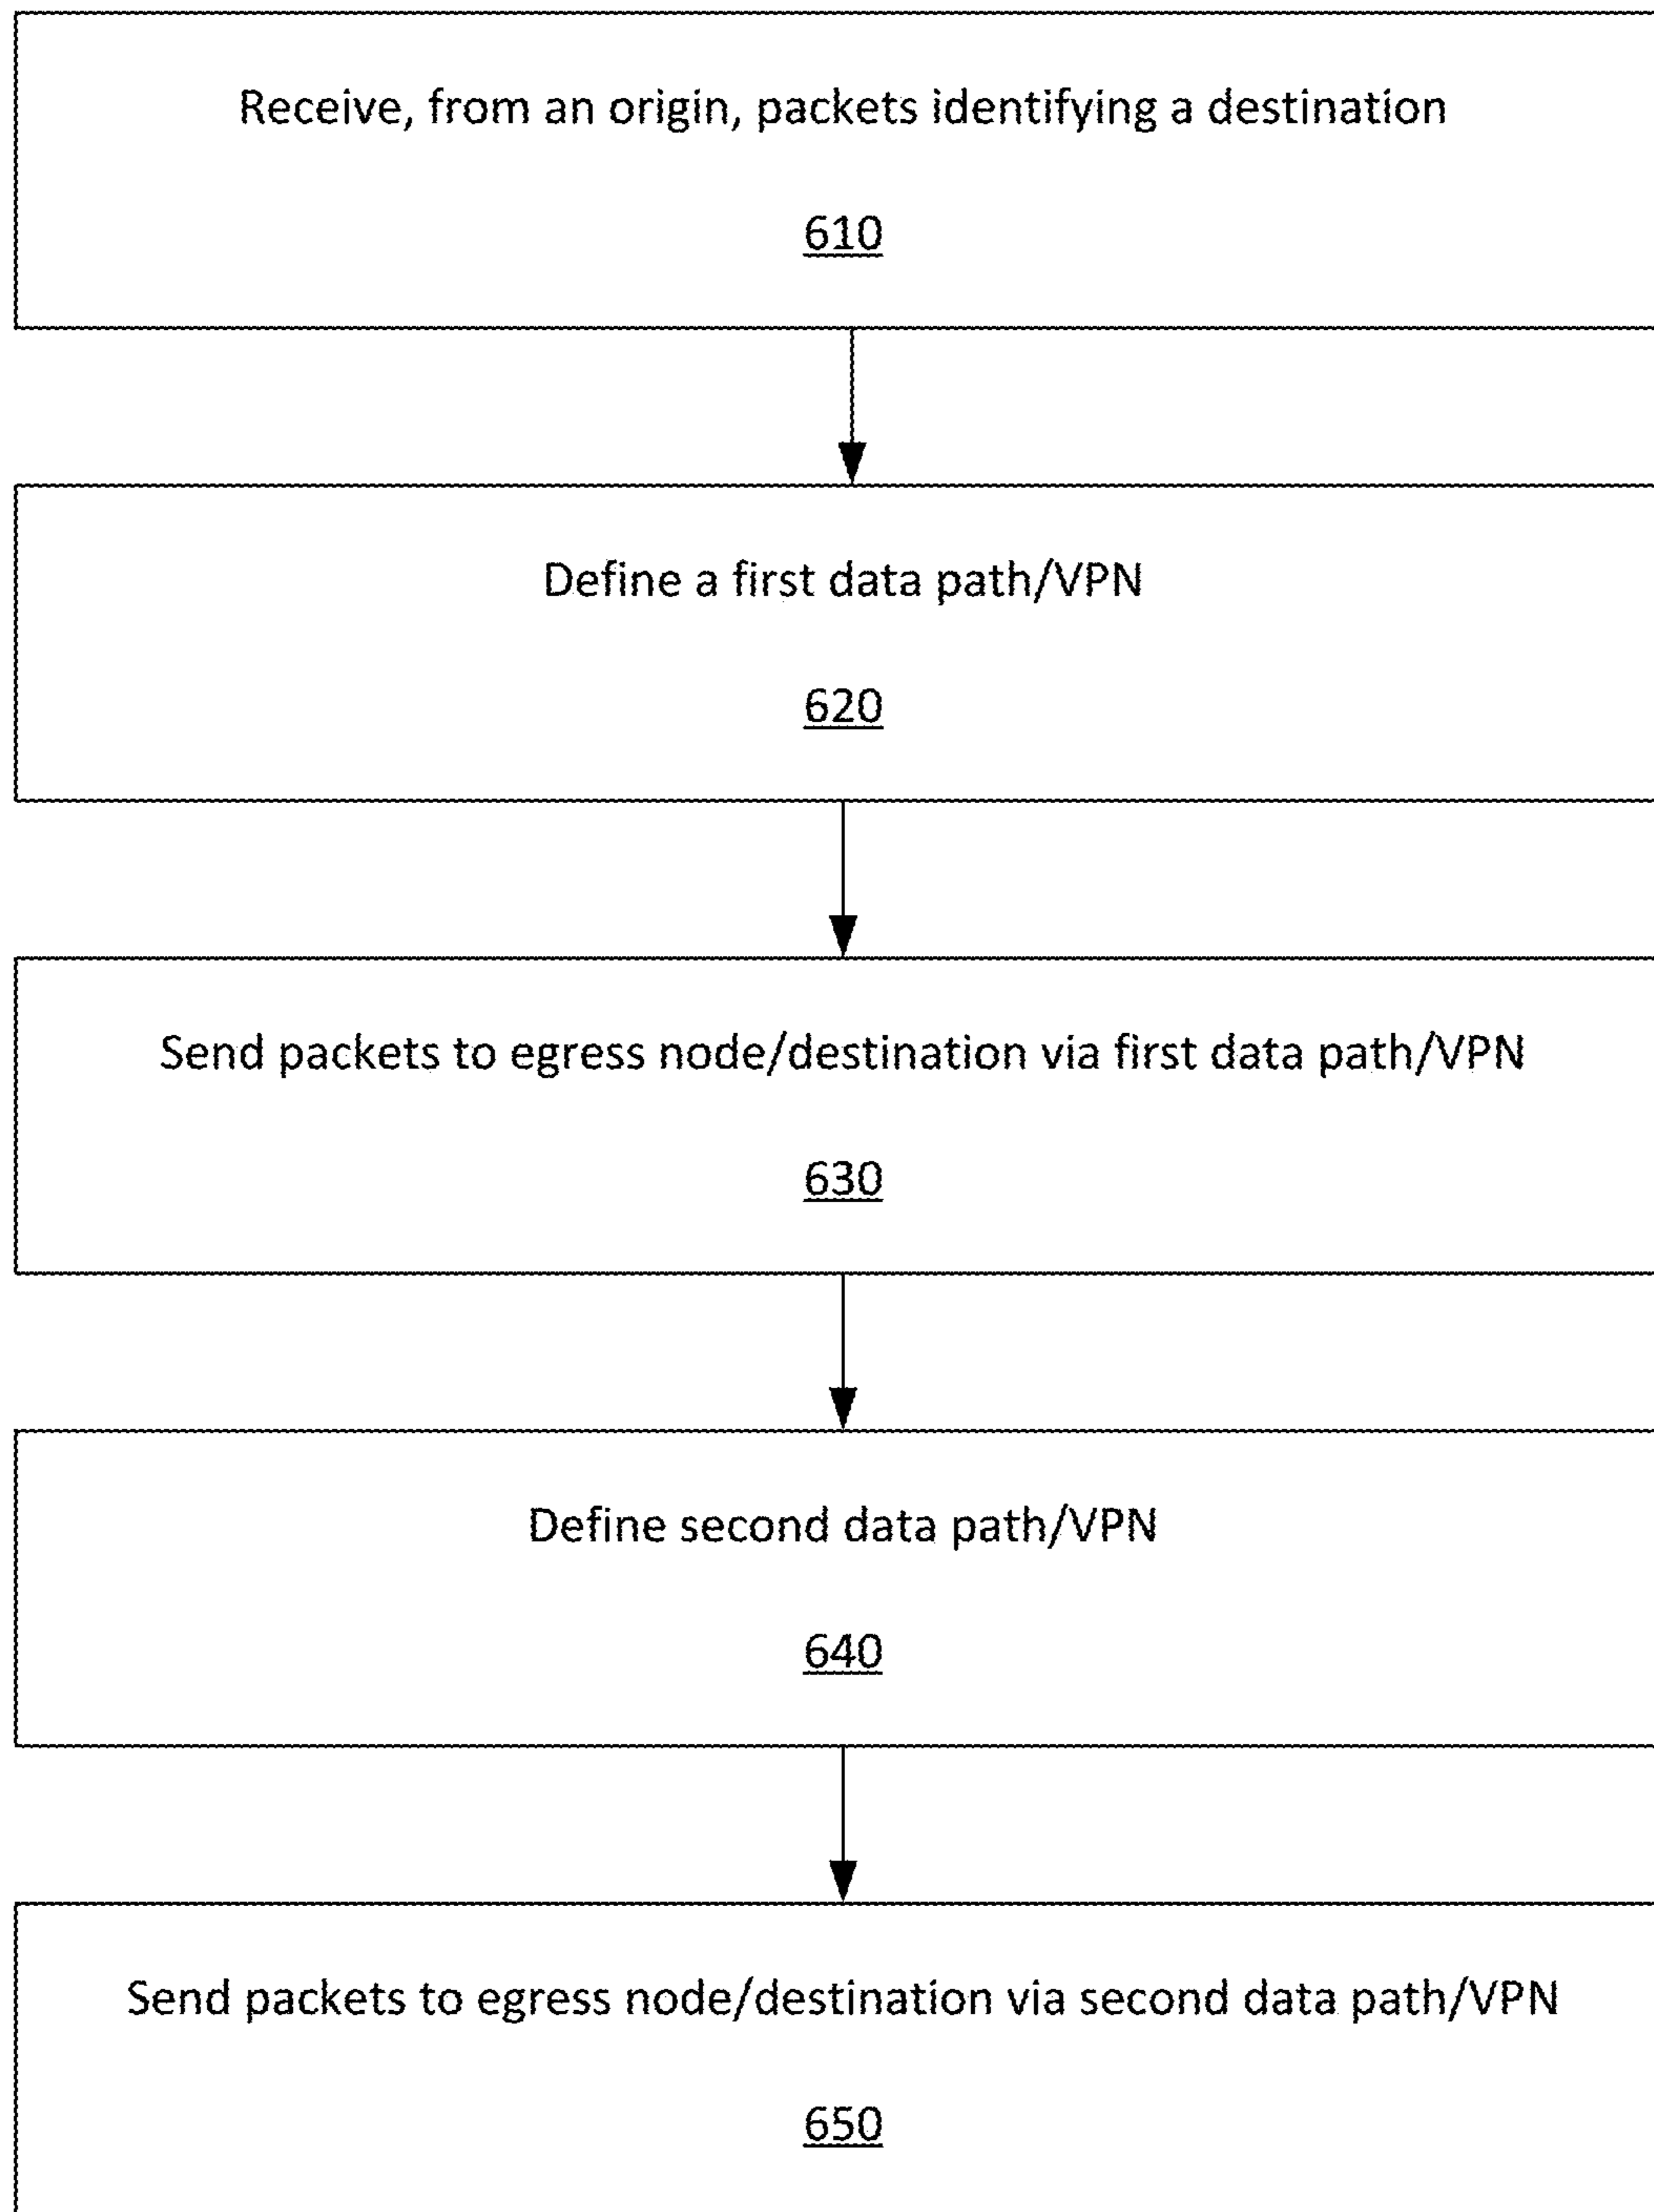 Receive, from an origin, packets identifying a destination
610
Define a first data path/VPN
620
Send packets to egress node/destination via first data path/VPN
630
Define second data path/VPN
640
Send packets to egress node/destination via second data path/VPN
650